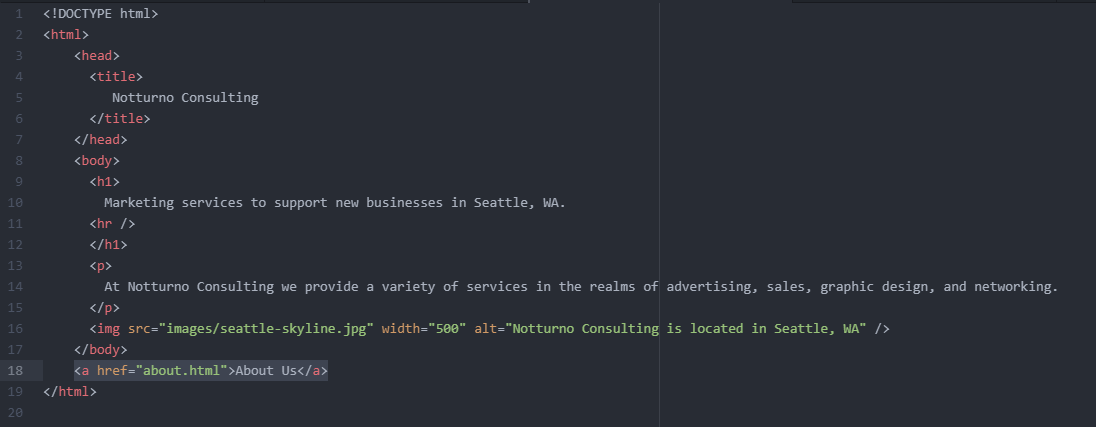 1 <!DOCTYPE html>
2 <html>
3     <head>
4       <title>
5          Notturno Consulting
6       </title>
7     </head>
8     <body>
9       <h1>
10         Marketing services to support new businesses in Seattle, WA.
11       <hr />
12       </h1>
13       <p>
14         At Notturno Consulting we provide a variety of services in the realms of advertising, sales, graphic design, and networking.
15       </p>
16       <img src="images/seattle-skyline.jpg" width="500" alt="Notturno Consulting is located in Seattle, WA" />
17     </body>
18     <a href="about.html">About Us</a>
19 </html>
20